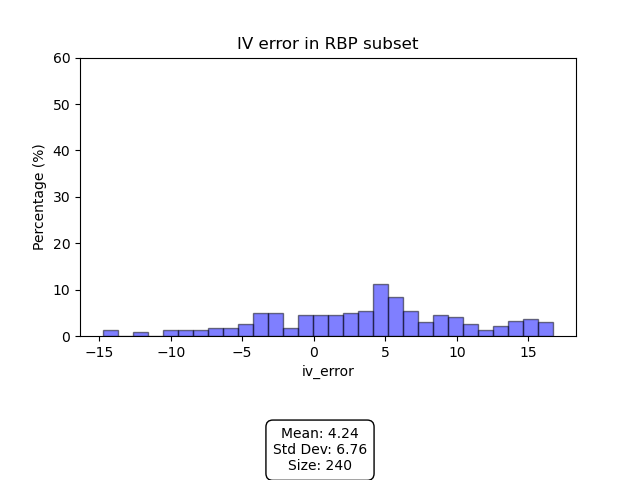 IV error in RBP subset
60
50
40
30
20
10
0
Percentage (%)
−15
−10
−5
0
5
10
15
iv_error
Mean: 4.24
Std Dev: 6.76
Size: 240